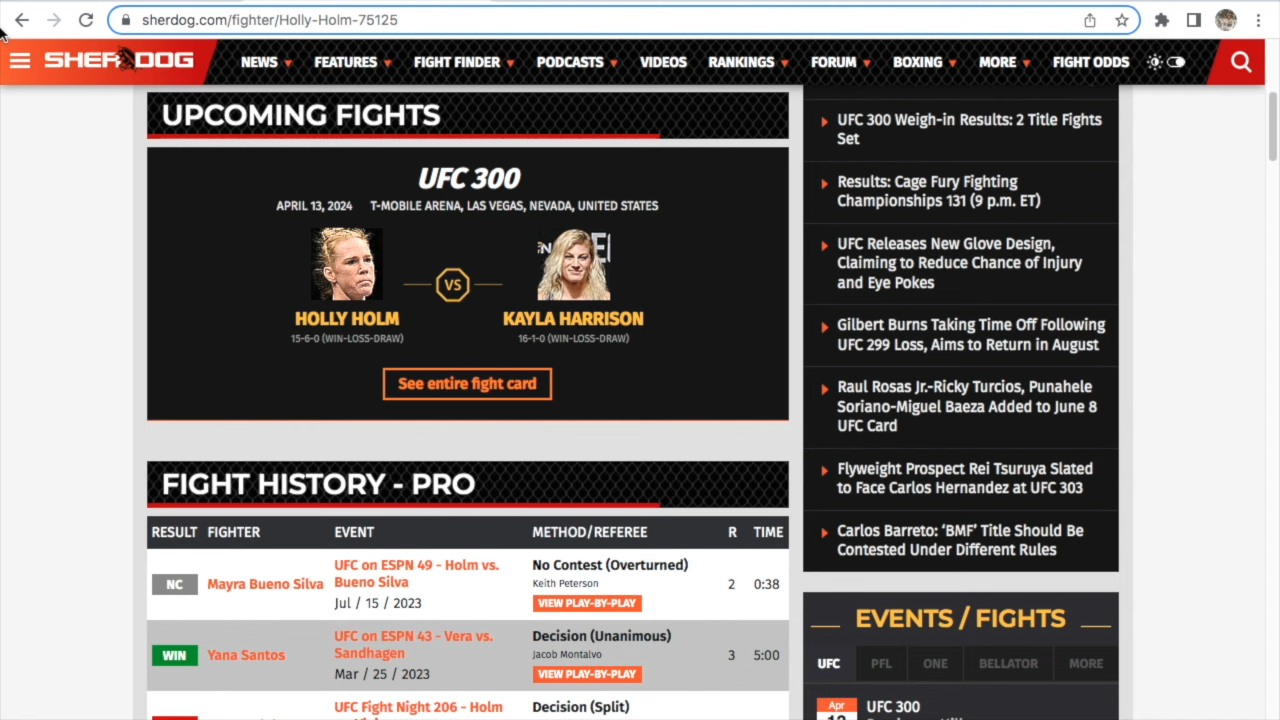 sherdog.com/fighter/Holly-Holm-75125
SHERDOG
NEWS
FEATURES
FIGHT FINDER
PODCASTS
VIDEOS
RANKINGS
FORUM
BOXING
MORE
FIGHT ODDS
UPCOMING FIGHTS
UFC 300
APRIL 13, 2024 T-MOBILE ARENA, LAS VEGAS, NEVADA, UNITED STATES
VS
HOLLY HOLM
15-6-0 (WIN-LOSS-DRAW)
KAYLA HARRISON
16-1-0 (WIN-LOSS-DRAW)
See entire fight card
FIGHT HISTORY - PRO
RESULT FIGHTER EVENT METHOD/REFEREE R TIME
NC
Mayra Bueno Silva
UFC on ESPN 49 - Holm vs.
Bueno Silva
Jul / 15 / 2023
No Contest (Overturned)
Keith Peterson
VIEW PLAY-BY-PLAY
2
0:38
WIN
Yana Santos
UFC on ESPN 43 - Vera vs.
Sandhagen
Mar / 25 / 2023
Decision (Unanimous)
Jacob Montalvo
VIEW PLAY-BY-PLAY
3
5:00
UFC Fight Night 206 - Holm
Decision (Split)
UFC 300 Weigh-in Results: 2 Title Fights
Set
Results: Cage Fury Fighting
Championships 131 (9 p.m. ET)
UFC Releases New Glove Design,
Claiming to Reduce Chance of Injury
and Eye Pokes
Gilbert Burns Taking Time Off Following
UFC 299 Loss, Aims to Return in August
Raul Rosas Jr.-Ricky Turcios, Punahele
Soriano-Miguel Baeza Added to June 8
UFC Card
Flyweight Prospect Rei Tsuruya Slated
to Face Carlos Hernandez at UFC 303
Carlos Barreto: ‘BMF’ Title Should Be
Contested Under Different Rules
EVENTS / FIGHTS
UFC
PFL
ONE
BELLATOR
MORE
Apr
UFC 300